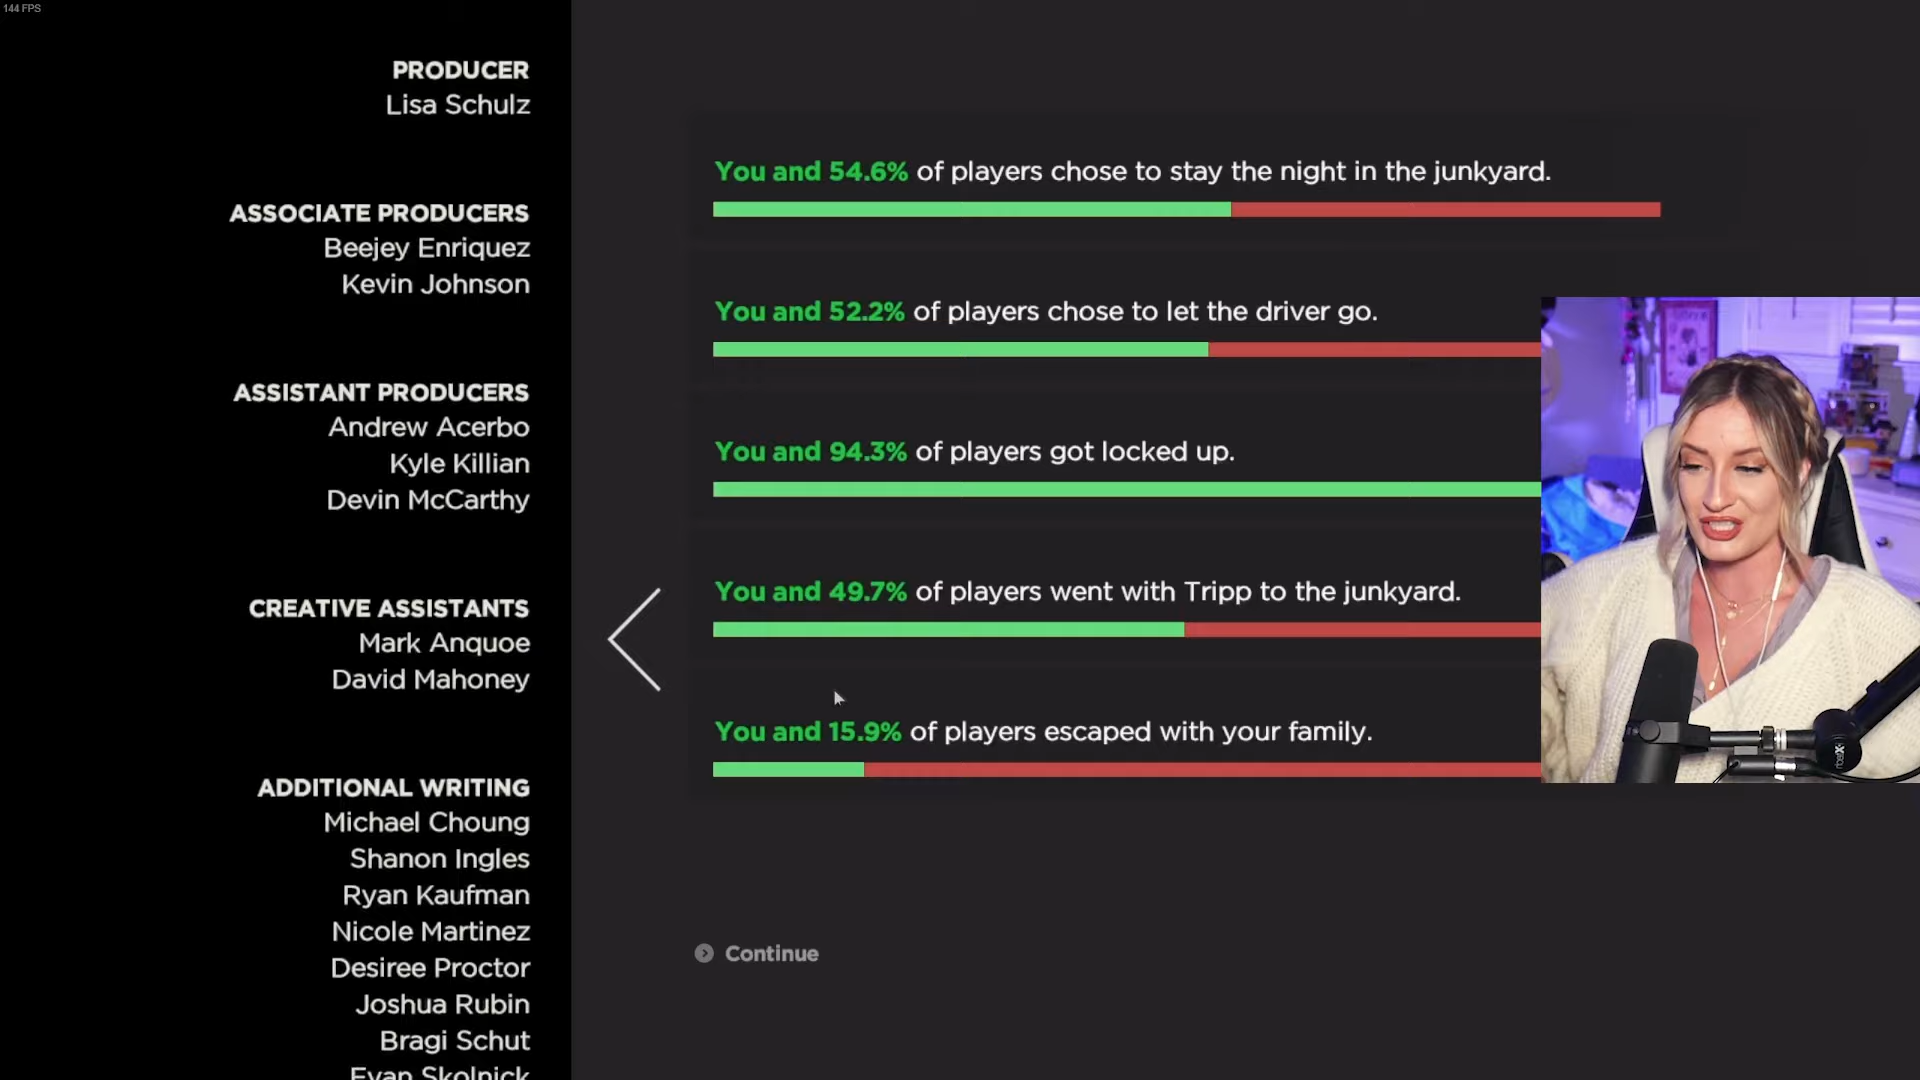 144 FPS
PRODUCER
Lisa Schulz
ASSOCIATE PRODUCERS
Beejey Enriquez
Kevin Johnson
ASSISTANT PRODUCERS
Andrew Acerbo
Kyle Killian
Devin McCarthy
CREATIVE ASSISTANTS
Mark Anquoe
David Mahoney
ADDITIONAL WRITING
Michael Choung
Shanon Ingles
Ryan Kaufman
Nicole Martinez
Desiree Proctor
Joshua Rubin
Bragi Schut
Evan Skolnick
You and 54.6% of players chose to stay the night in the junkyard.
You and 52.2% of players chose to let the driver go.
You and 94.3% of players got locked up.
You and 49.7% of players went with Tripp to the junkyard.
You and 15.9% of players escaped with your family.
Continue